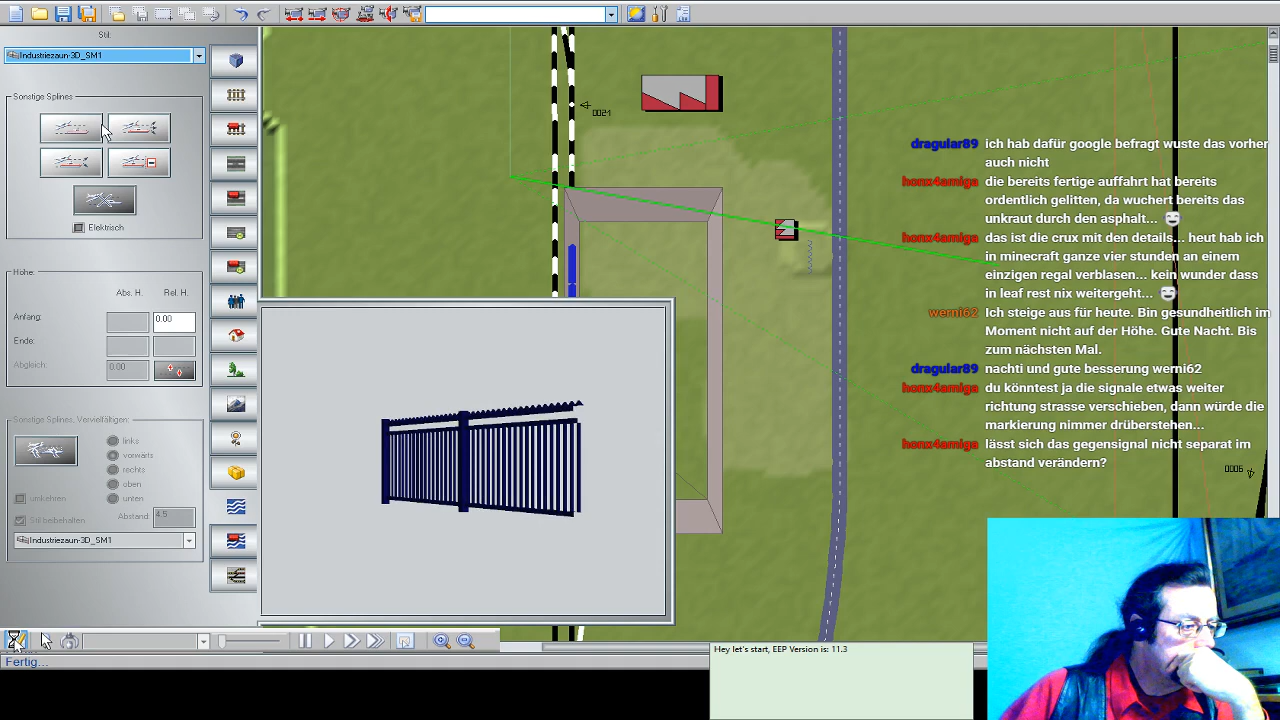 Stil:
Industriezaun-3D_SM1
Sonstige Splines
Elektrisch
Höhe:
Abs. H.
Rel. H.
Anfang:
0.00
Ende:
Abgleich:
0.00
Sonstige Splines, Vervielfältigen:
links
vorwärts
rechts
oben
umkehren
unten
Stil beibehalten
Abstand:
4.5
Industriezaun-3D_SM1
Fertig...
0021
0006
dragular89 ich hab dafür google befragt wuste das vorher
auch nicht
honx4amiga die bereits fertige auffahrt hat bereits
ordentlich gelitten, da wuchert bereits das
unkraut durch den asphalt...
honx4amiga das ist die crux mit den details... heut hab ich
in minecraft ganze vier stunden an einem
einzigen regal verblasen... kein wunder dass
in leaf rest nix weitergeht...
werni62 Ich steige aus für heute. Bin gesundheitlich im
Moment nicht auf der Höhe. Gute Nacht. Bis
zum nächsten Mal.
dragular89 nachti und gute besserung werni62
honx4amiga du könntest ja die signale etwas weiter
richtung strasse verschieben, dann würde die
markierung nimmer drüberstehen...
honx4amiga lässt sich das gegensignal nicht separat im
abstand verändern?
Hey let's start, EEP Version is: 11.3